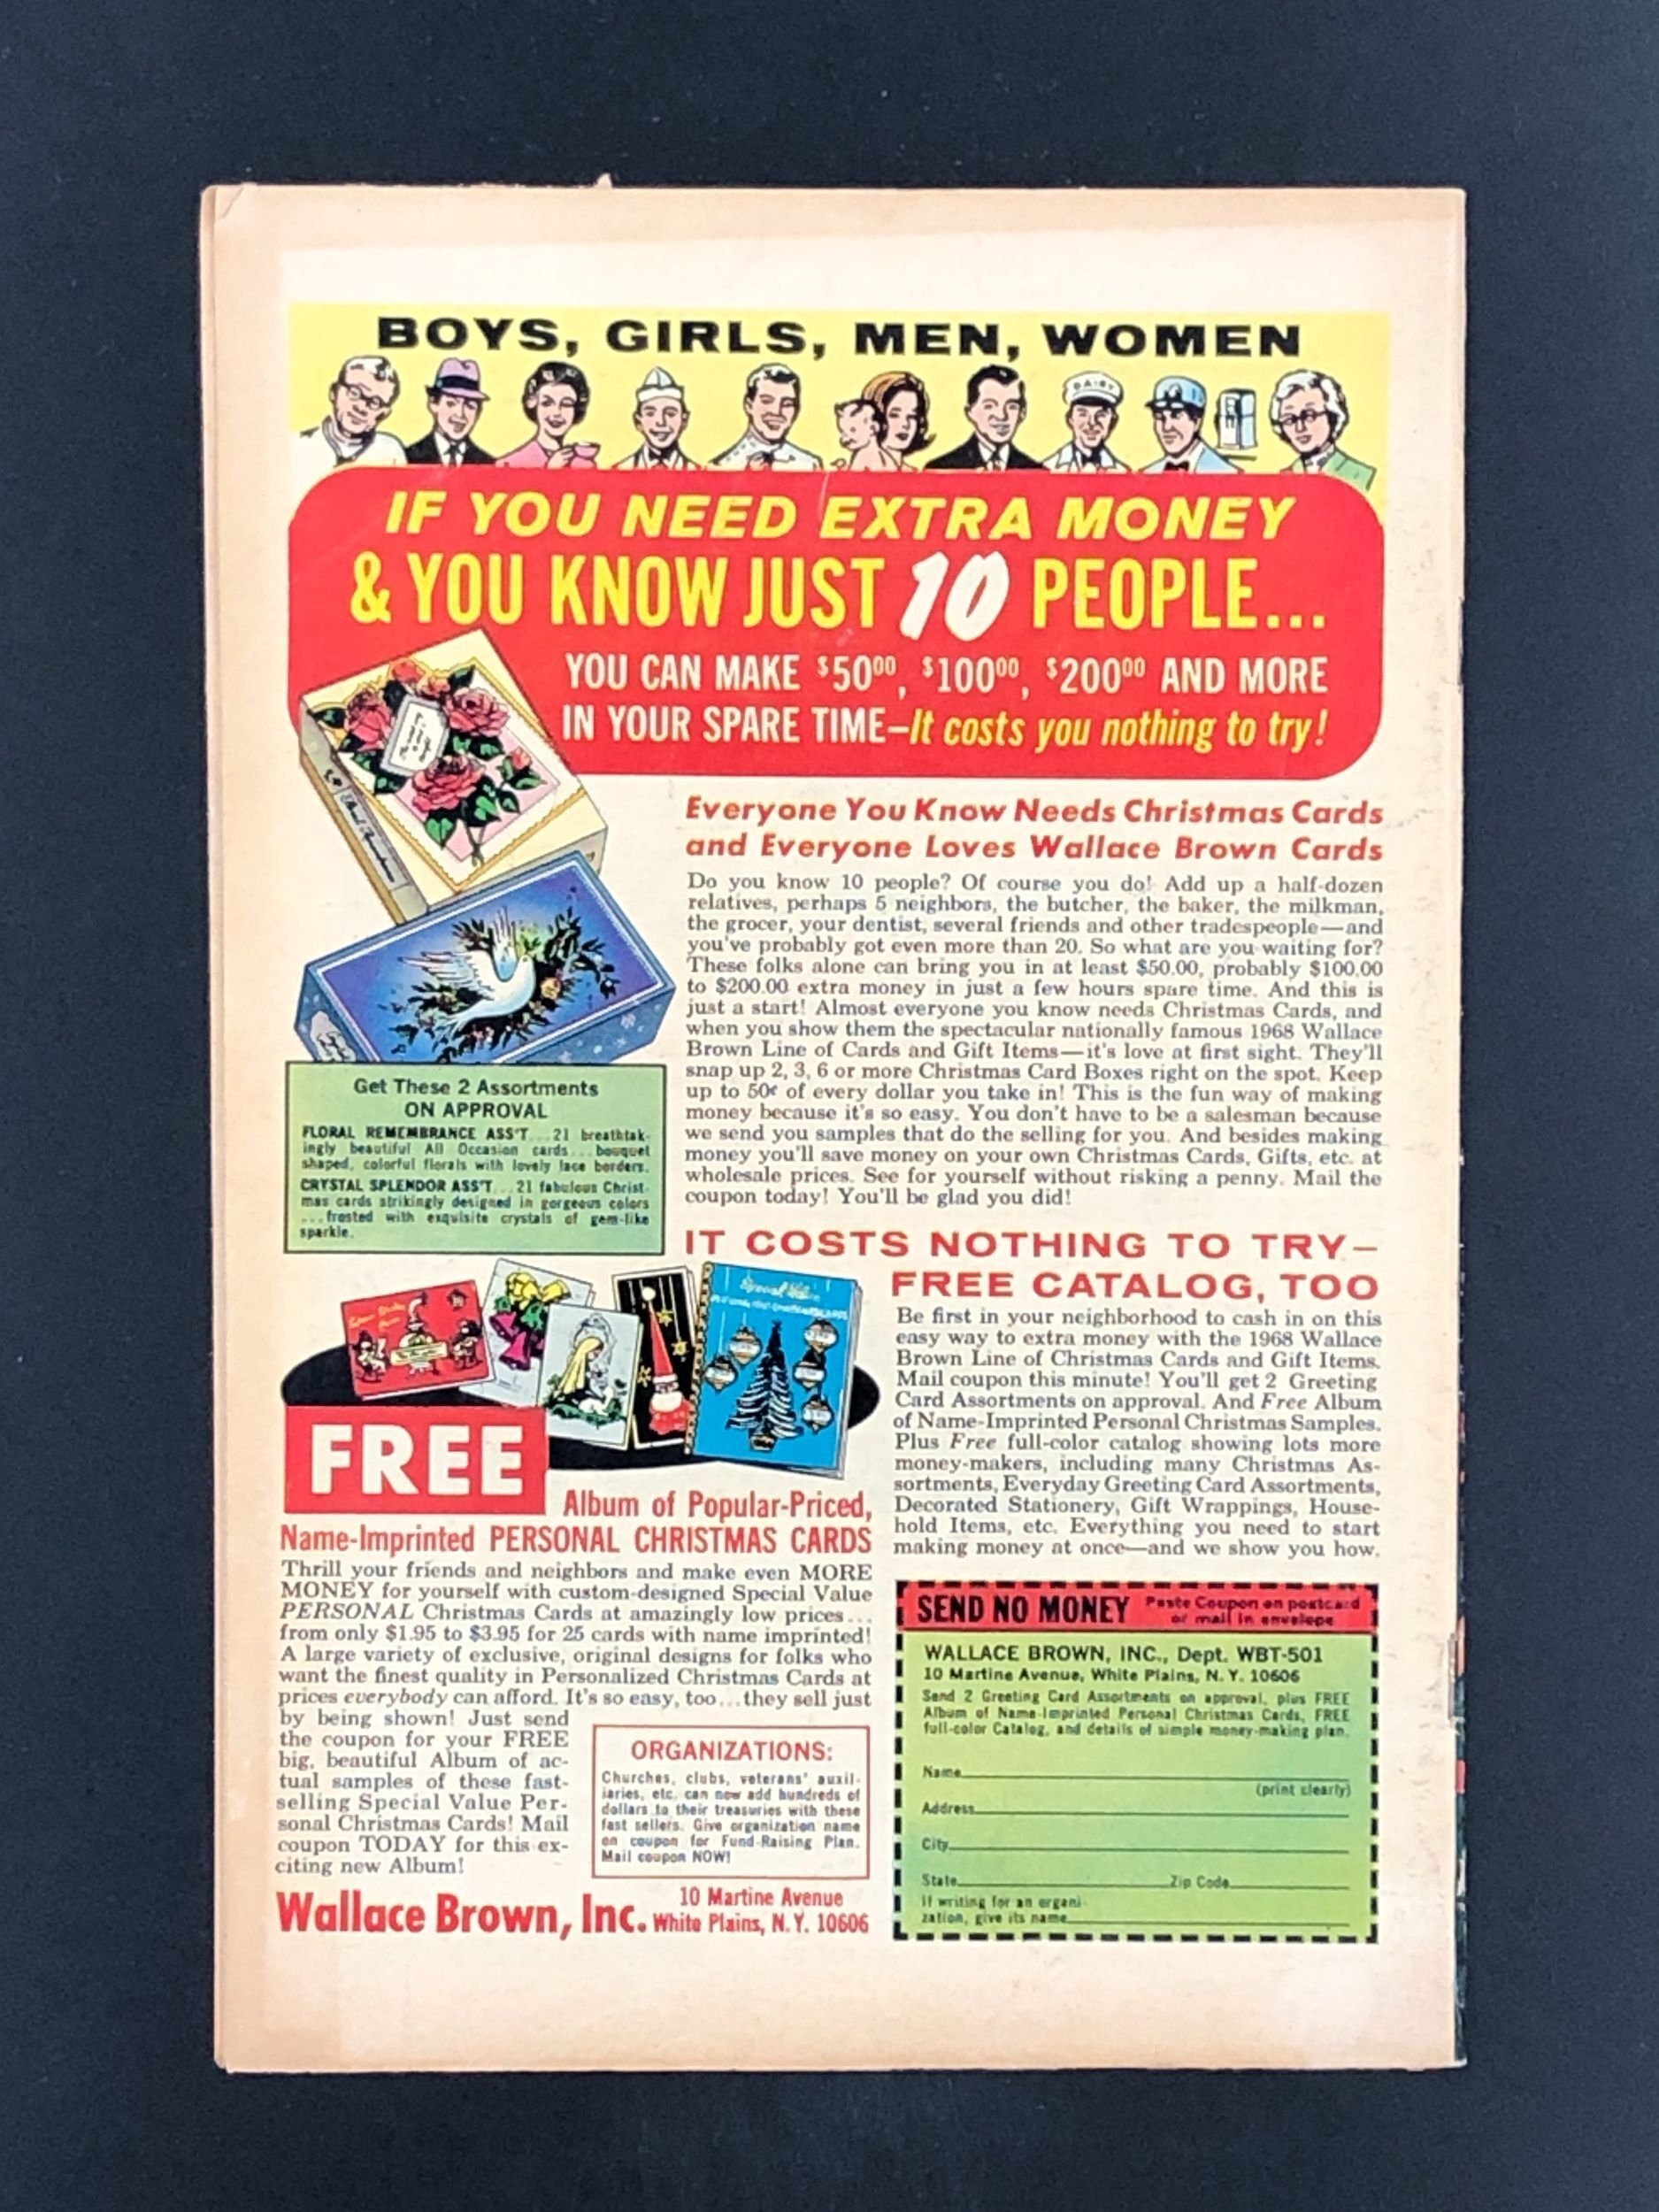 BOYS, GIRLS, MEN, WOMEN
DAIRY
IF YOU NEED EXTRA MONEY
& YOU KNOW JUST 10 PEOPLE...
YOU CAN MAKE $50.00, $100.00, $200.00 AND MORE
IN YOUR SPARE TIME—It costs you nothing to try!
Everyone You Know Needs Christmas Cards
and Everyone Loves Wallace Brown Cards
Do you know 10 people? Of course you do! Add up a half-dozen
relatives, perhaps 5 neighbors, the butcher, the baker, the milkman,
the grocer, your dentist, several friends and other tradespeople—and
you've probably got even more than 20. So what are you waiting for?
These folks alone can bring you in at least $50.00, probably $100.00
to $200.00 extra money in just a few hours spare time. And this is
just a start! Almost everyone you know needs Christmas Cards, and
when you show them the spectacular nationally famous 1968 Wallace
Brown Line of Cards and Gift Items—it's love at first sight. They'll
snap up 2, 3, 6 or more Christmas Card Boxes right on the spot. Keep
up to 50¢ of every dollar you take in! This is the fun way of making
money because it's so easy. You don't have to be a salesman because
we send you samples that do the selling for you. And besides making
money you'll save money on your own Christmas Cards, Gifts, etc. at
wholesale prices. See for yourself without risking a penny. Mail the
coupon today! You'll be glad you did!
Get These 2 Assortments
ON APPROVAL
FLORAL REMEMBRANCE ASS'T...21 breathtak-
ingly beautiful All Occasion cards...bouquet
shaped, colorful florals with lovely lace borders.
CRYSTAL SPLENDOR ASS'T...21 fabulous Christ-
mas cards strikingly designed in gorgeous colors
...frosted with exquisite crystals of gem-like
sparkle.
IT COSTS NOTHING TO TRY—
FREE CATALOG, TOO
Be first in your neighborhood to cash in on this
easy way to extra money with the 1968 Wallace
Brown Line of Christmas Cards and Gift Items.
Mail coupon this minute! You'll get 2 Greeting
Card Assortments on approval. And Free Album
of Name-Imprinted Personal Christmas Samples.
Plus Free full-color catalog showing lots more
money-makers, including many Christmas As-
sortments, Everyday Greeting Card Assortments,
Decorated Stationery, Gift Wrappings, House-
hold Items, etc. Everything you need to start
making money at once—and we show you how.
FREE
Album of Popular-Priced,
Name-Imprinted PERSONAL CHRISTMAS CARDS
Thrill your friends and neighbors and make even MORE
MONEY for yourself with custom-designed Special Value
PERSONAL Christmas Cards at amazingly low prices...
from only $1.95 to $3.95 for 25 cards with name imprinted!
A large variety of exclusive, original designs for folks who
want the finest quality in Personalized Christmas Cards at
prices everybody can afford. It's so easy, too...they sell just
by being shown! Just send
the coupon for your FREE
big, beautiful Album of ac-
tual samples of these fast-
selling Special Value Per-
sonal Christmas Cards! Mail
coupon TODAY for this ex-
citing new Album!
ORGANIZATIONS:
Churches, clubs, veterans' auxil-
iaries, etc. can now add hundreds of
dollars to their treasuries with these
fast sellers. Give organization name
on coupon for Fund-Raising Plan.
Mail coupon NOW!
Wallace Brown, Inc.
10 Martine Avenue
White Plains, N.Y. 10606
SEND NO MONEY
Paste Coupon on postcard
or mail in envelope
WALLACE BROWN, INC., Dept. WBT-501
10 Martine Avenue, White Plains, N. Y. 10606
Send 2 Greeting Card Assortments on approval, plus FREE
Album of Name-Imprinted Personal Christmas Cards, FREE
full-color Catalog, and details of simple money-making plan.
Name
(print clearly)
Address
City
State Zip Code
If writing for an organi-
zation, give its name